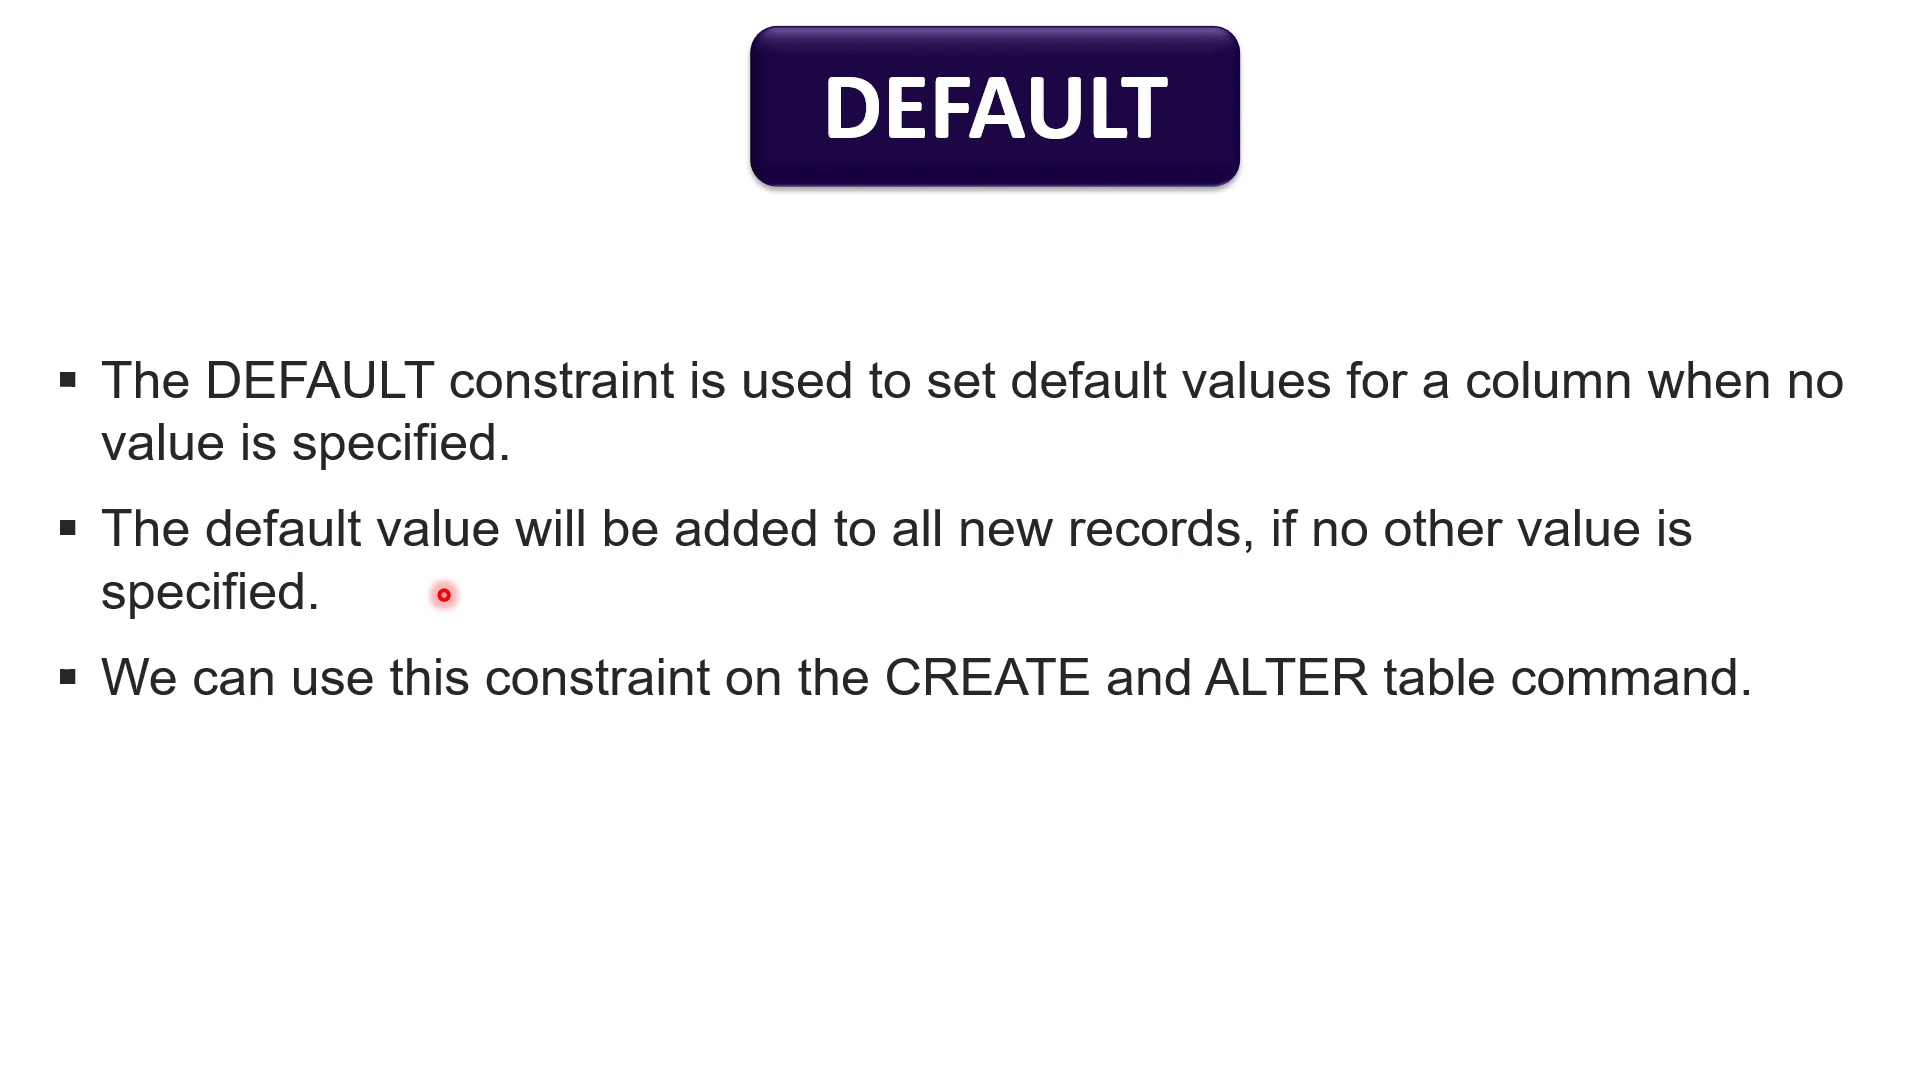 DEFAULT
▪ The DEFAULT constraint is used to set default values for a column when no
value is specified.
▪ The default value will be added to all new records, if no other value is
specified.
▪ We can use this constraint on the CREATE and ALTER table command.